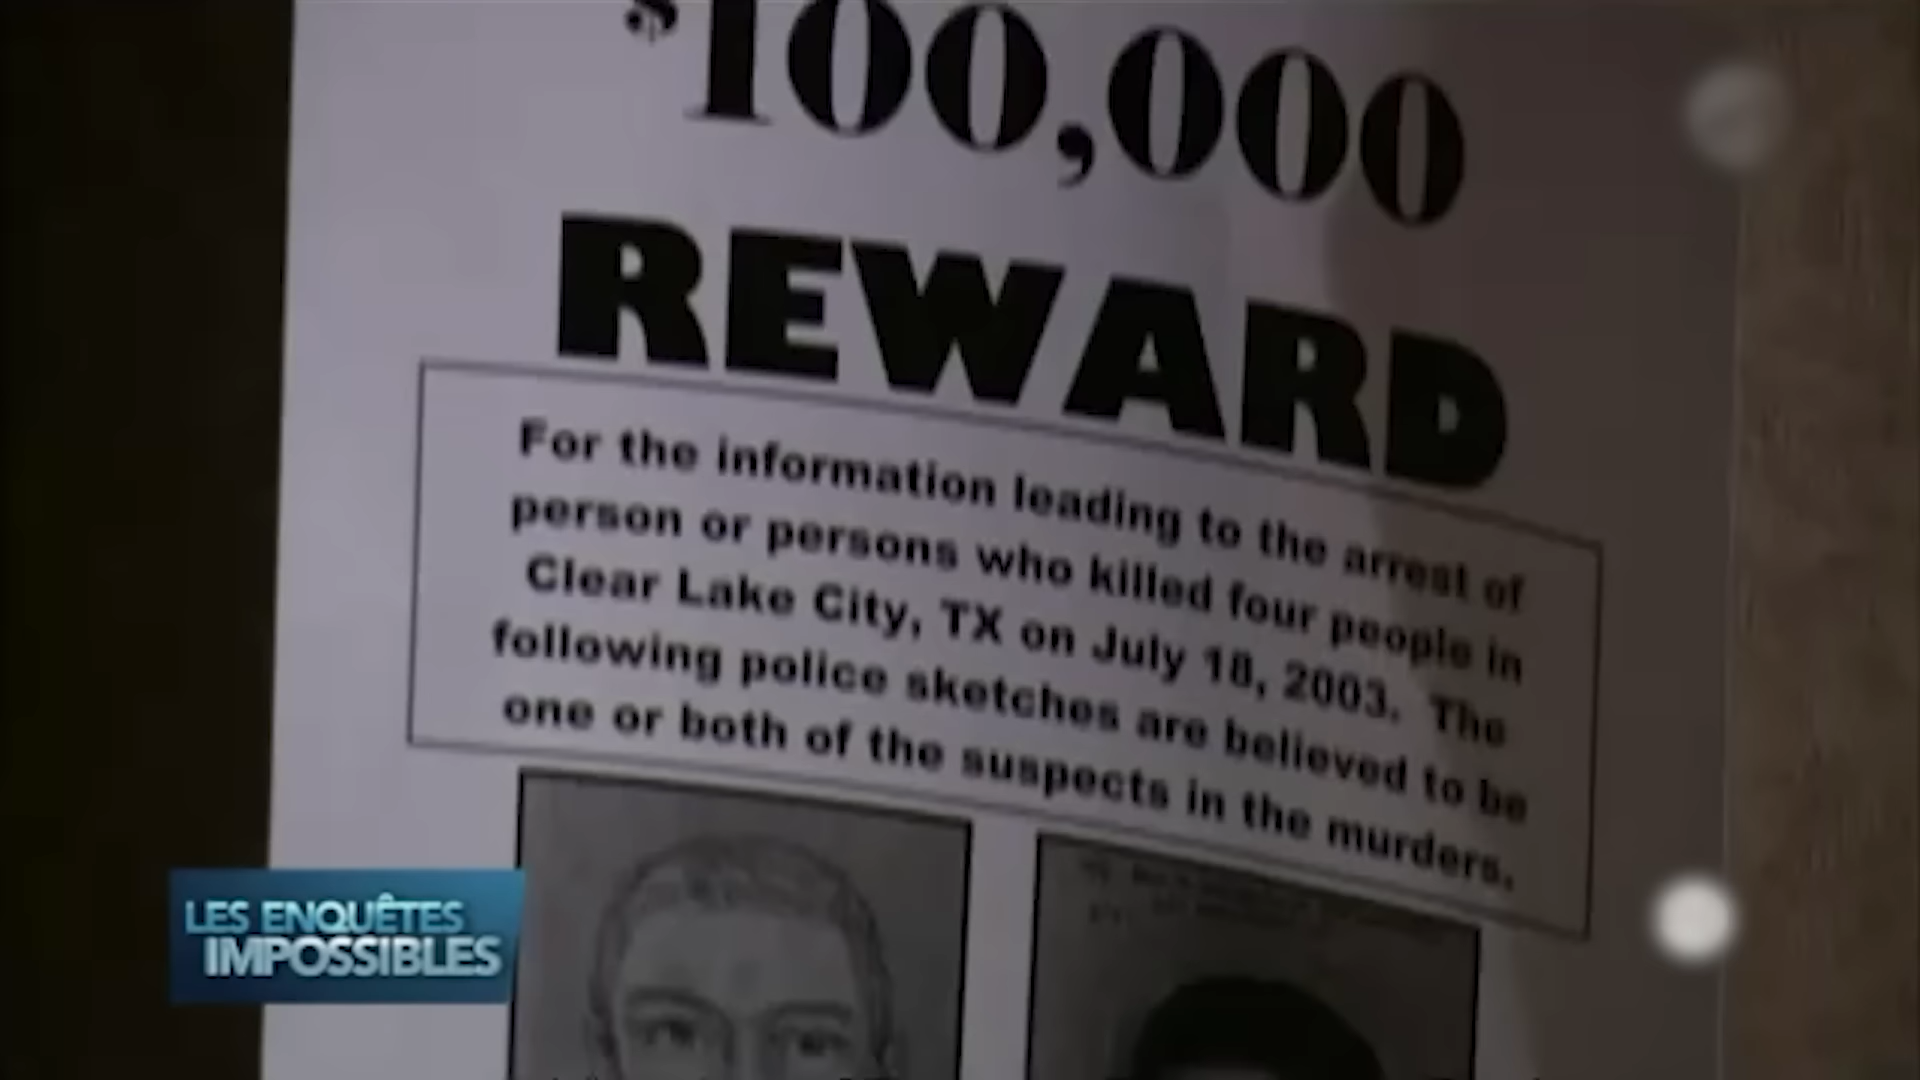 $100,000
REWARD
For the information leading to the arrest of
person or persons who killed four people in
Clear Lake City, TX on July 18, 2003. The
following police sketches are believed to be
one or both of the suspects in the murders.
LES ENQUÊTES
IMPOSSIBLES